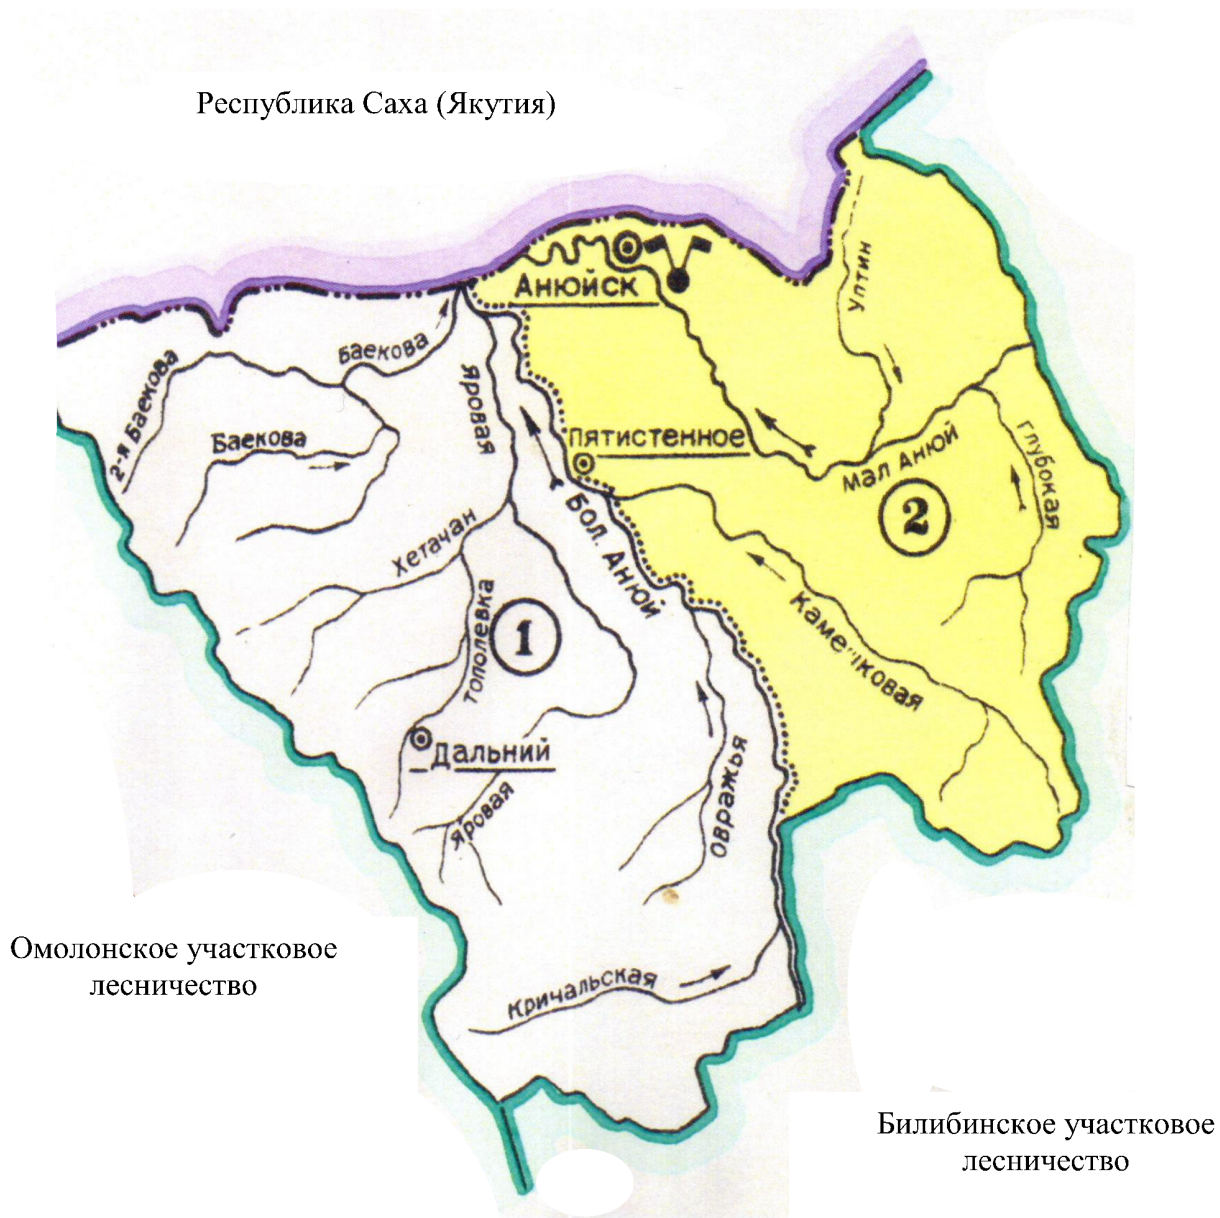 Республика Саха (Якутия)
Анюйск
Уптин
Баекова
2-я Баекова
Яровая
Баекова
Пятистенное
Мал Анюй
Глубокая
2
Бол. Анюй
Хетачан
Каменковая
Тополевка
1
Дальний
Яровая
Овражья
Омолонское участковое
лесничество
Кричальская
Билибинское участковое
лесничество